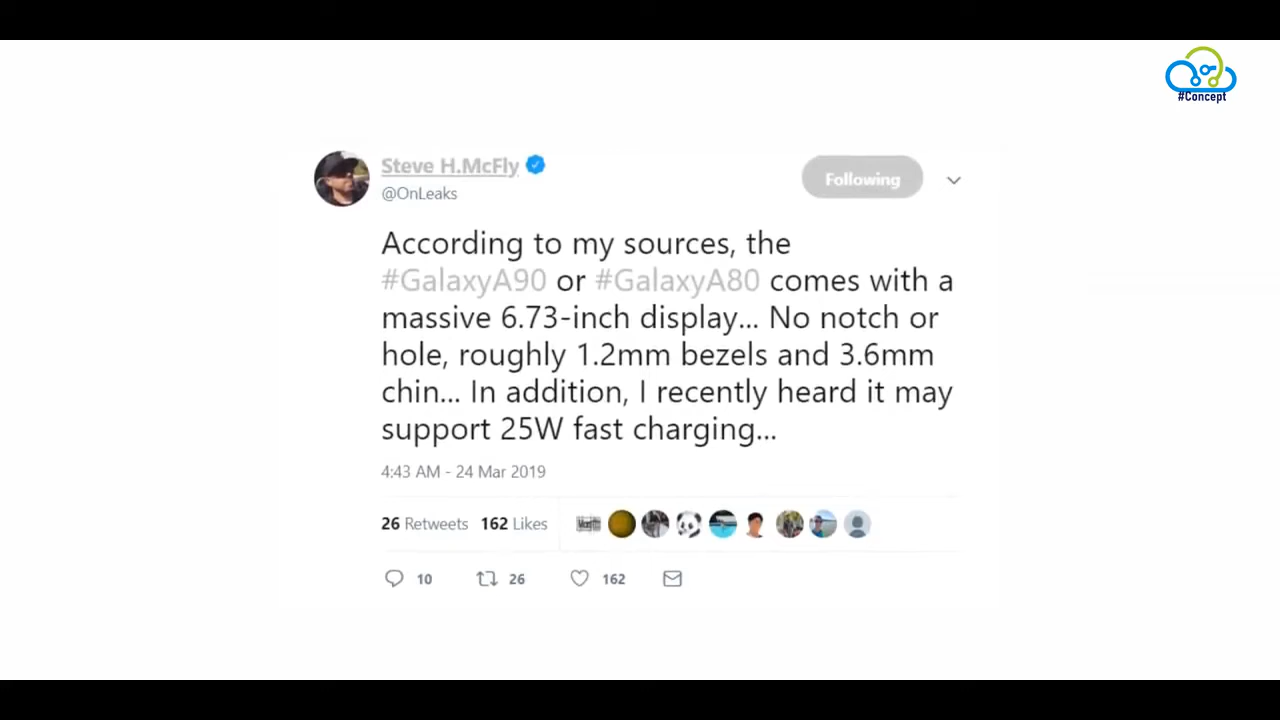 #Concept
Steve H.McFly
@OnLeaks
Following
According to my sources, the
#GalaxyA90 or #GalaxyA80 comes with a
massive 6.73-inch display... No notch or
hole, roughly 1.2mm bezels and 3.6mm
chin... In addition, I recently heard it may
support 25W fast charging...
4:43 AM - 24 Mar 2019
26 Retweets 162 Likes
10 26 162